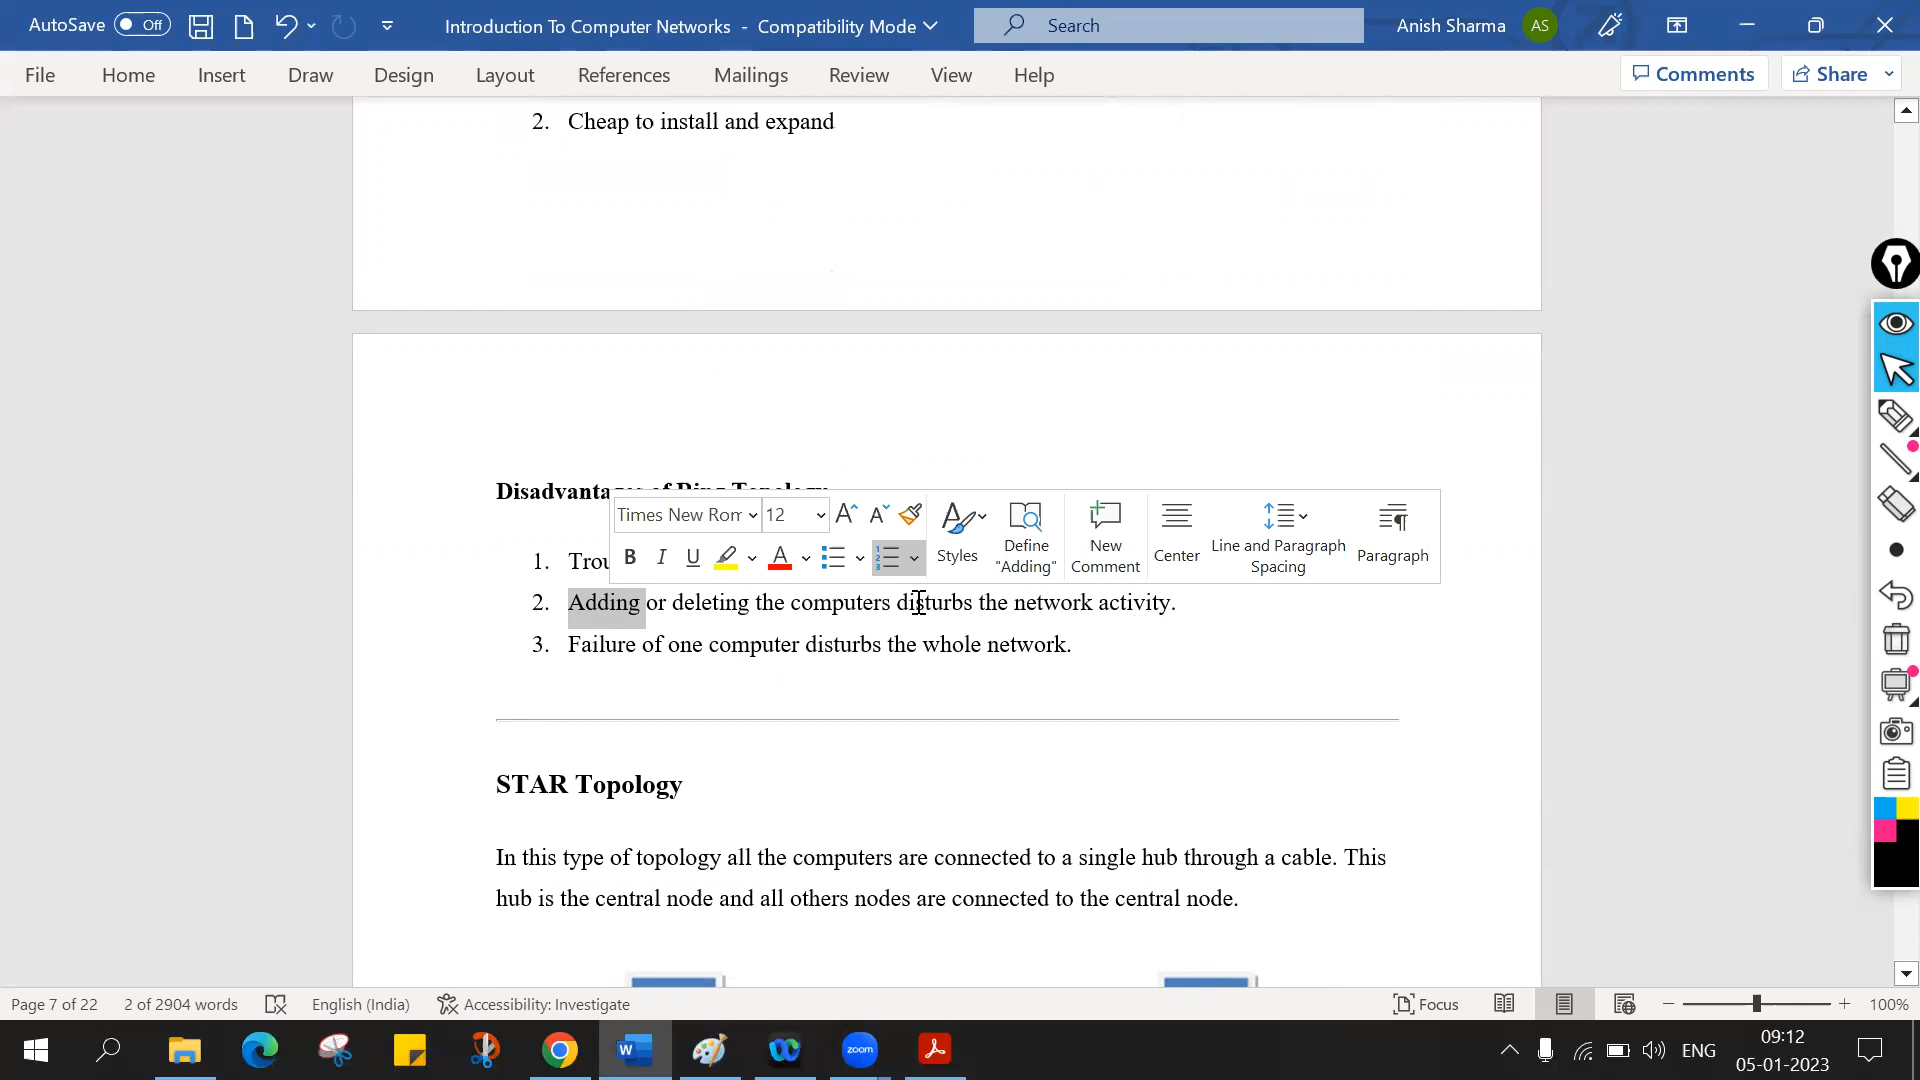 AutoSave Off Introduction To Computer Networks - Compatibility Mode Search Anish Sharma AS
File Home Insert Draw Design Layout References Mailings Review View Help Comments Share
2. Cheap to install and expand
Disadvantages of Ring Topology
Times New Rom 12
B I U Styles Define "Adding" New Comment Center Line and Paragraph Spacing Paragraph
1. Trou
2. Adding or deleting the computers disturbs the network activity.
3. Failure of one computer disturbs the whole network.
STAR Topology
In this type of topology all the computers are connected to a single hub through a cable. This
hub is the central node and all others nodes are connected to the central node.
Page 7 of 22 2 of 2904 words English (India) Accessibility: Investigate Focus 100%
W zoom ENG 09:12
05-01-2023